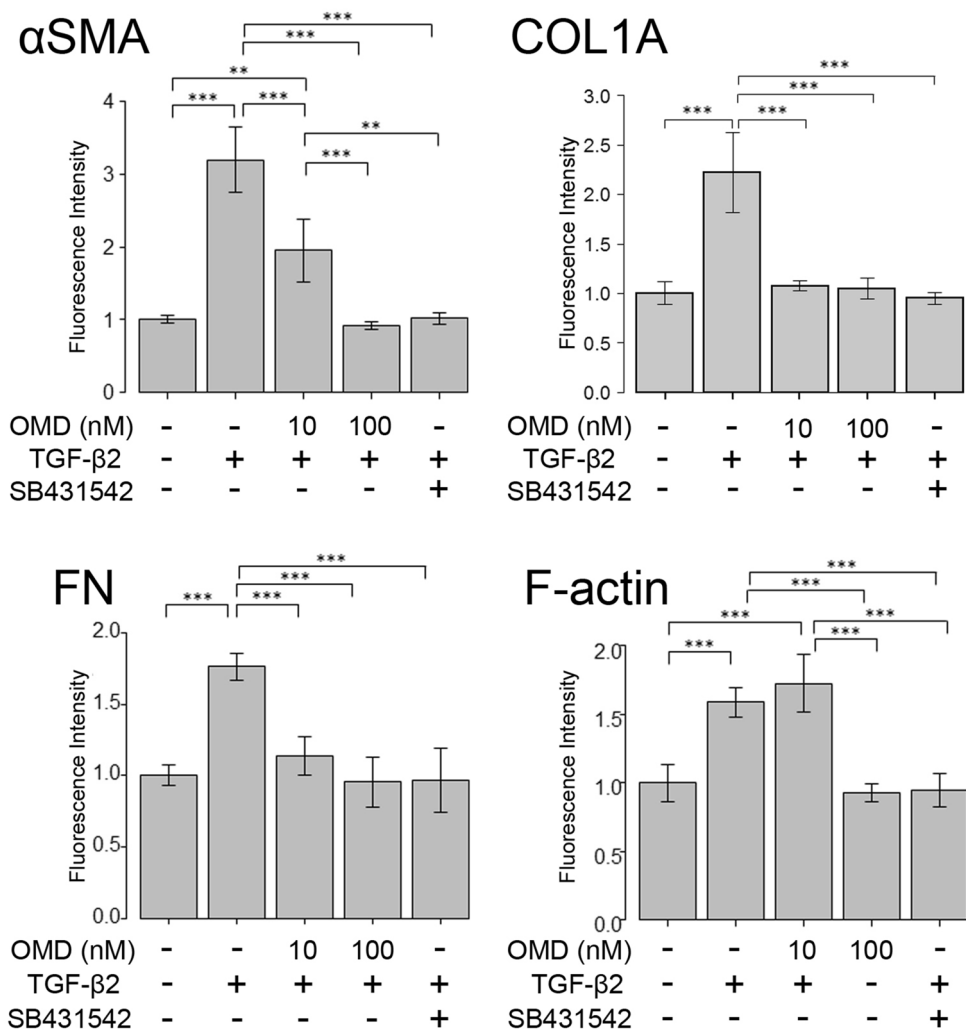 αSMA
***
***
**
***
***
**
***
Fluorescence Intensity
4
3
2
1
0
OMD (nM) - - 10 100 -
TGF-β2 - + + + +
SB431542 - - - - +
COL1A
***
***
***
***
Fluorescence Intensity
3.0
2.5
2.0
1.5
1.0
0.5
0.0
OMD (nM) - - 10 100 -
TGF-β2 - + + + +
SB431542 - - - - +
FN
***
***
***
***
Fluorescence Intensity
2.0
1.5
1.0
0.5
0.0
OMD (nM) - - 10 100 -
TGF-β2 - + + + +
SB431542 - - - - +
F-actin
***
***
***
***
***
***
Fluorescence Intensity
2.0
1.5
1.0
0.5
0.0
OMD (nM) - - 10 100 -
TGF-β2 - + + - +
SB431542 - - - - +